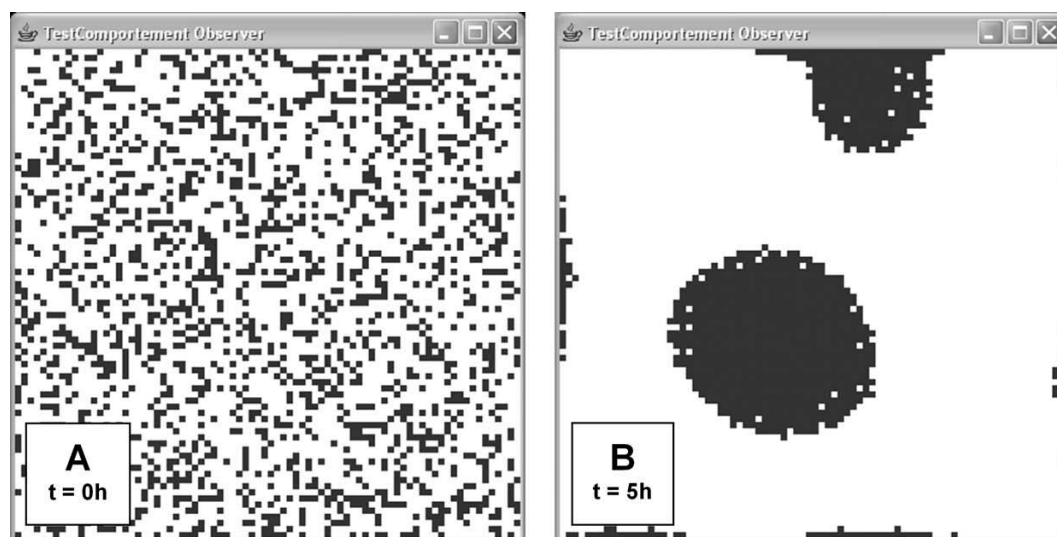 TestComportement Observer
A
t = 0h
TestComportement Observer
B
t = 5h